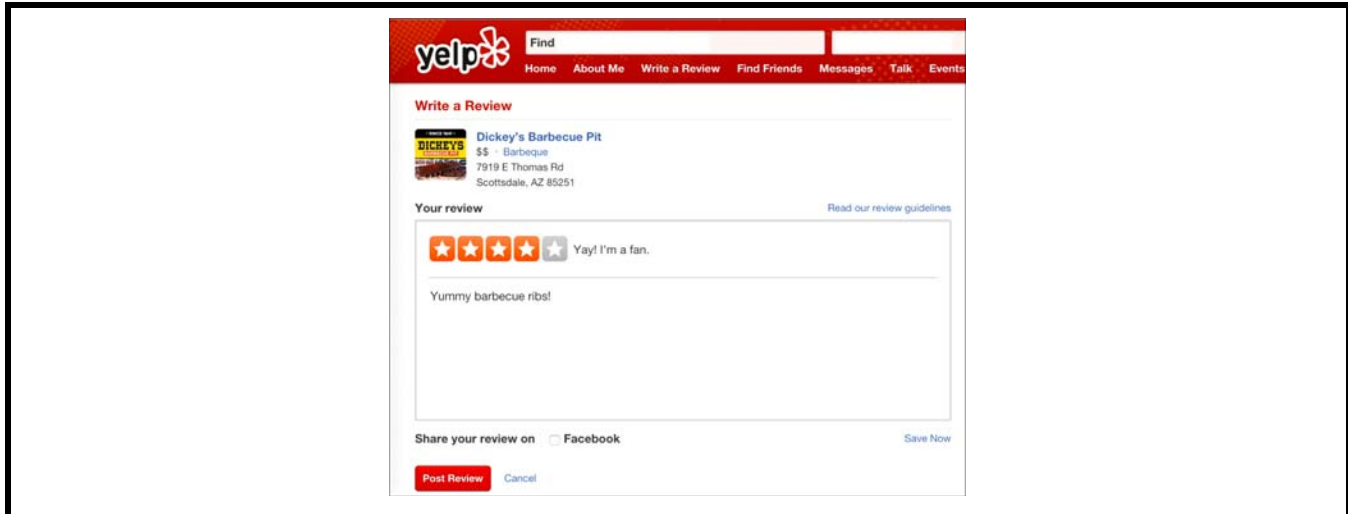 yelp
Find
Home About Me Write a Review Find Friends Messages Talk Events
Write a Review
DICKEY'S
Dickey's Barbecue Pit
$$ · Barbeque
7919 E Thomas Rd
Scottsdale, AZ 85251
Your review Read our review guidelines
Yay! I'm a fan.
Yummy barbecue ribs!
Share your review on Facebook Save Now
Post Review Cancel